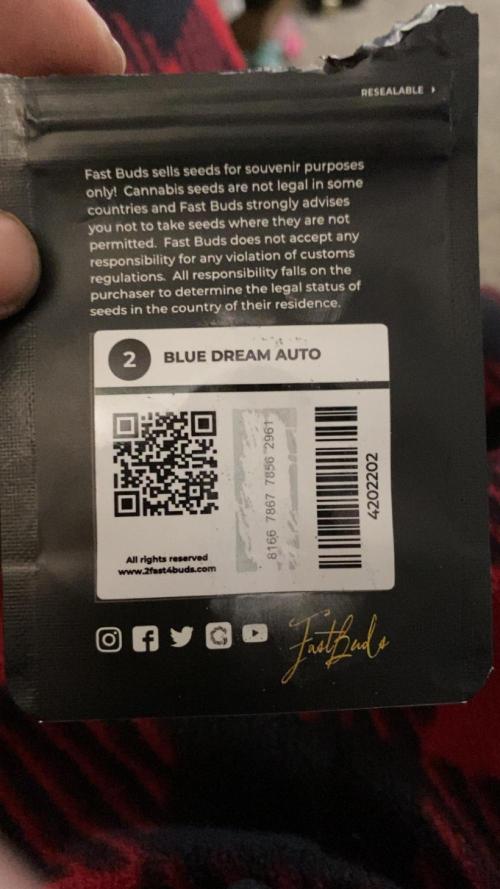 RESEALABLE
Fast Buds sells seeds for souvenir purposes
only! Cannabis seeds are not legal in some
countries and Fast Buds strongly advises
you not to take seeds where they are not
permitted. Fast Buds does not accept any
responsibility for any violation of customs
regulations. All responsibility falls on the
purchaser to determine the legal status of
seeds in the country of their residence.
2 BLUE DREAM AUTO
8166 7867 7856 2961
4202202
All rights reserved
www.2fast4buds.com
FastBuds